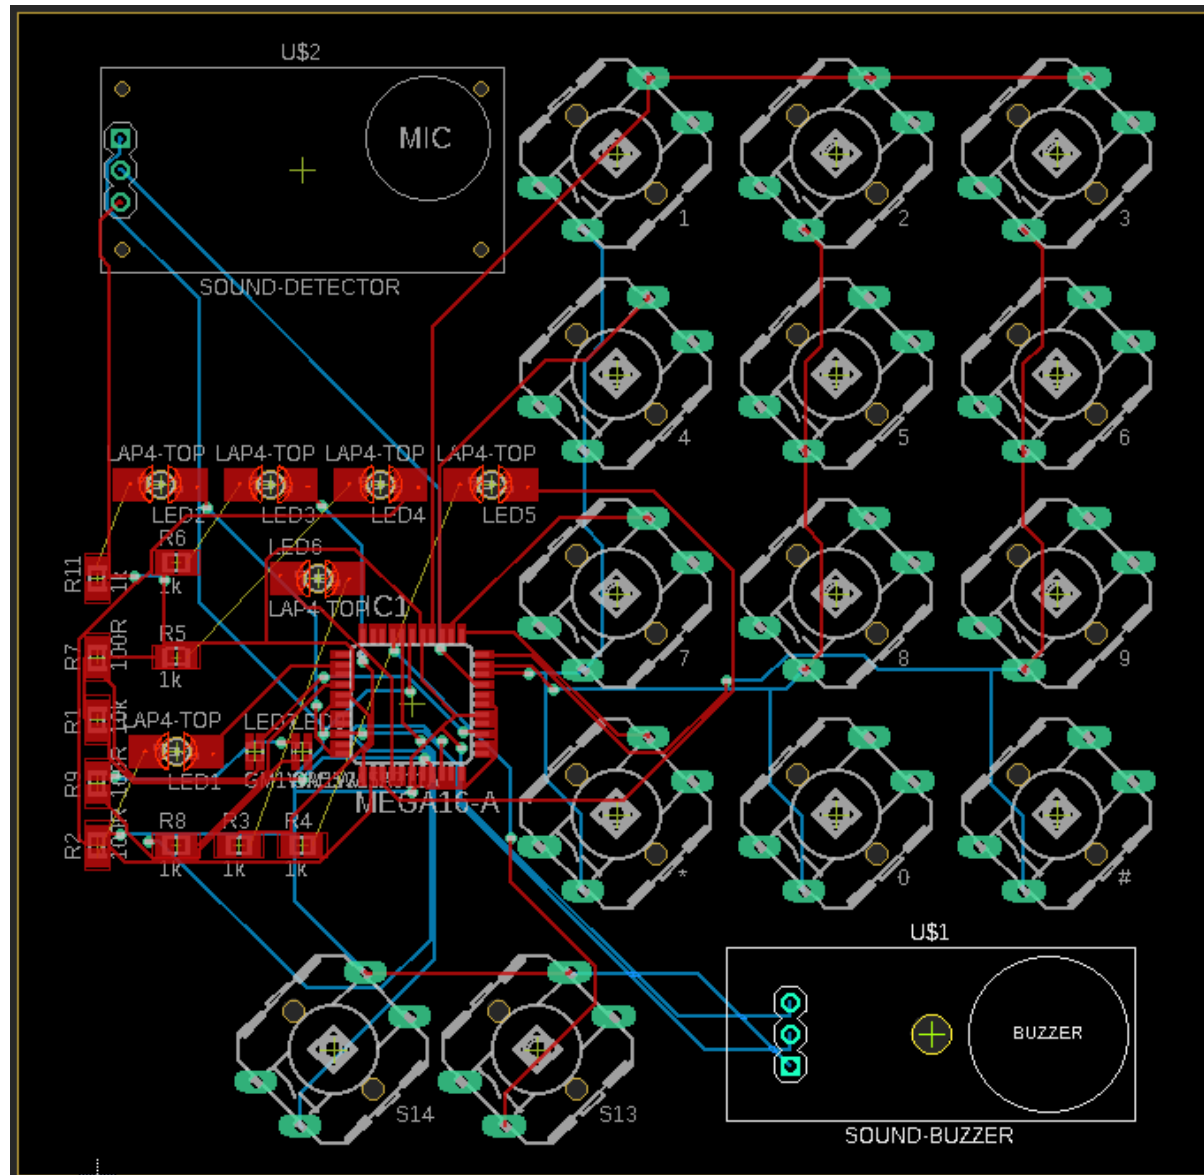 U$2
MIC
SOUND-DETECTOR
1
2
3
4
5
6
LAP4-TOP LAP4-TOP LAP4-TOP LAP4-TOP
LED2 LED3 LED4 LED5
R11
1k
R6
1k
LED6
LAP4-TOP
IC1
7
8
9
R7
100R
R5
1k
R1
LAP4-TOP
LED1
R9
MEGA16-A
R2
R8
1k
R3
1k
R4
1k
*
0
#
U$1
BUZZER
SOUND-BUZZER
S14
S13